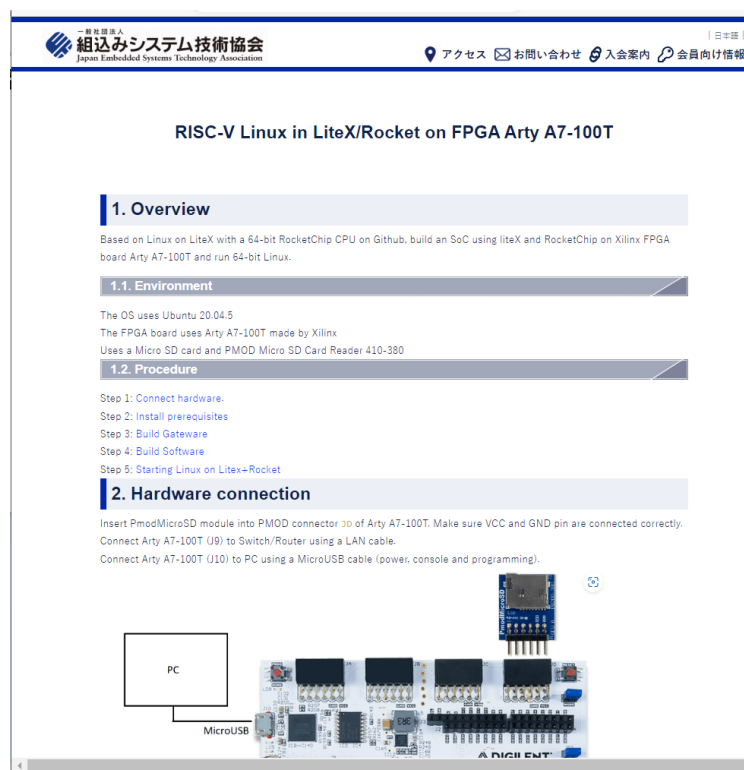 一般社団法人
組込みシステム技術協会
Japan Embedded Systems Technology Association
| 日本語 |
アクセス お問い合わせ 入会案内 会員向け情報
RISC-V Linux in LiteX/Rocket on FPGA Arty A7-100T
1. Overview
Based on Linux on LiteX with a 64-bit RocketChip CPU on Github, build an SoC using liteX and RocketChip on Xilinx FPGA
board Arty A7-100T and run 64-bit Linux.
1.1. Environment
The OS uses Ubuntu 20.04.5
The FPGA board uses Arty A7-100T made by Xilinx
Uses a Micro SD card and PMOD Micro SD Card Reader 410-380
1.2. Procedure
Step 1: Connect hardware.
Step 2: Install prerequisites
Step 3: Build Gateware
Step 4: Build Software
Step 5: Starting Linux on Litex+Rocket
2. Hardware connection
Insert PmodMicroSD module into PMOD connector JD of Arty A7-100T. Make sure VCC and GND pin are connected correctly.
Connect Arty A7-100T (J9) to Switch/Router using a LAN cable.
Connect Arty A7-100T (J10) to PC using a MicroUSB cable (power, console and programming).
PmodMicroSD
PC
MicroUSB
3R3
DIGILENT